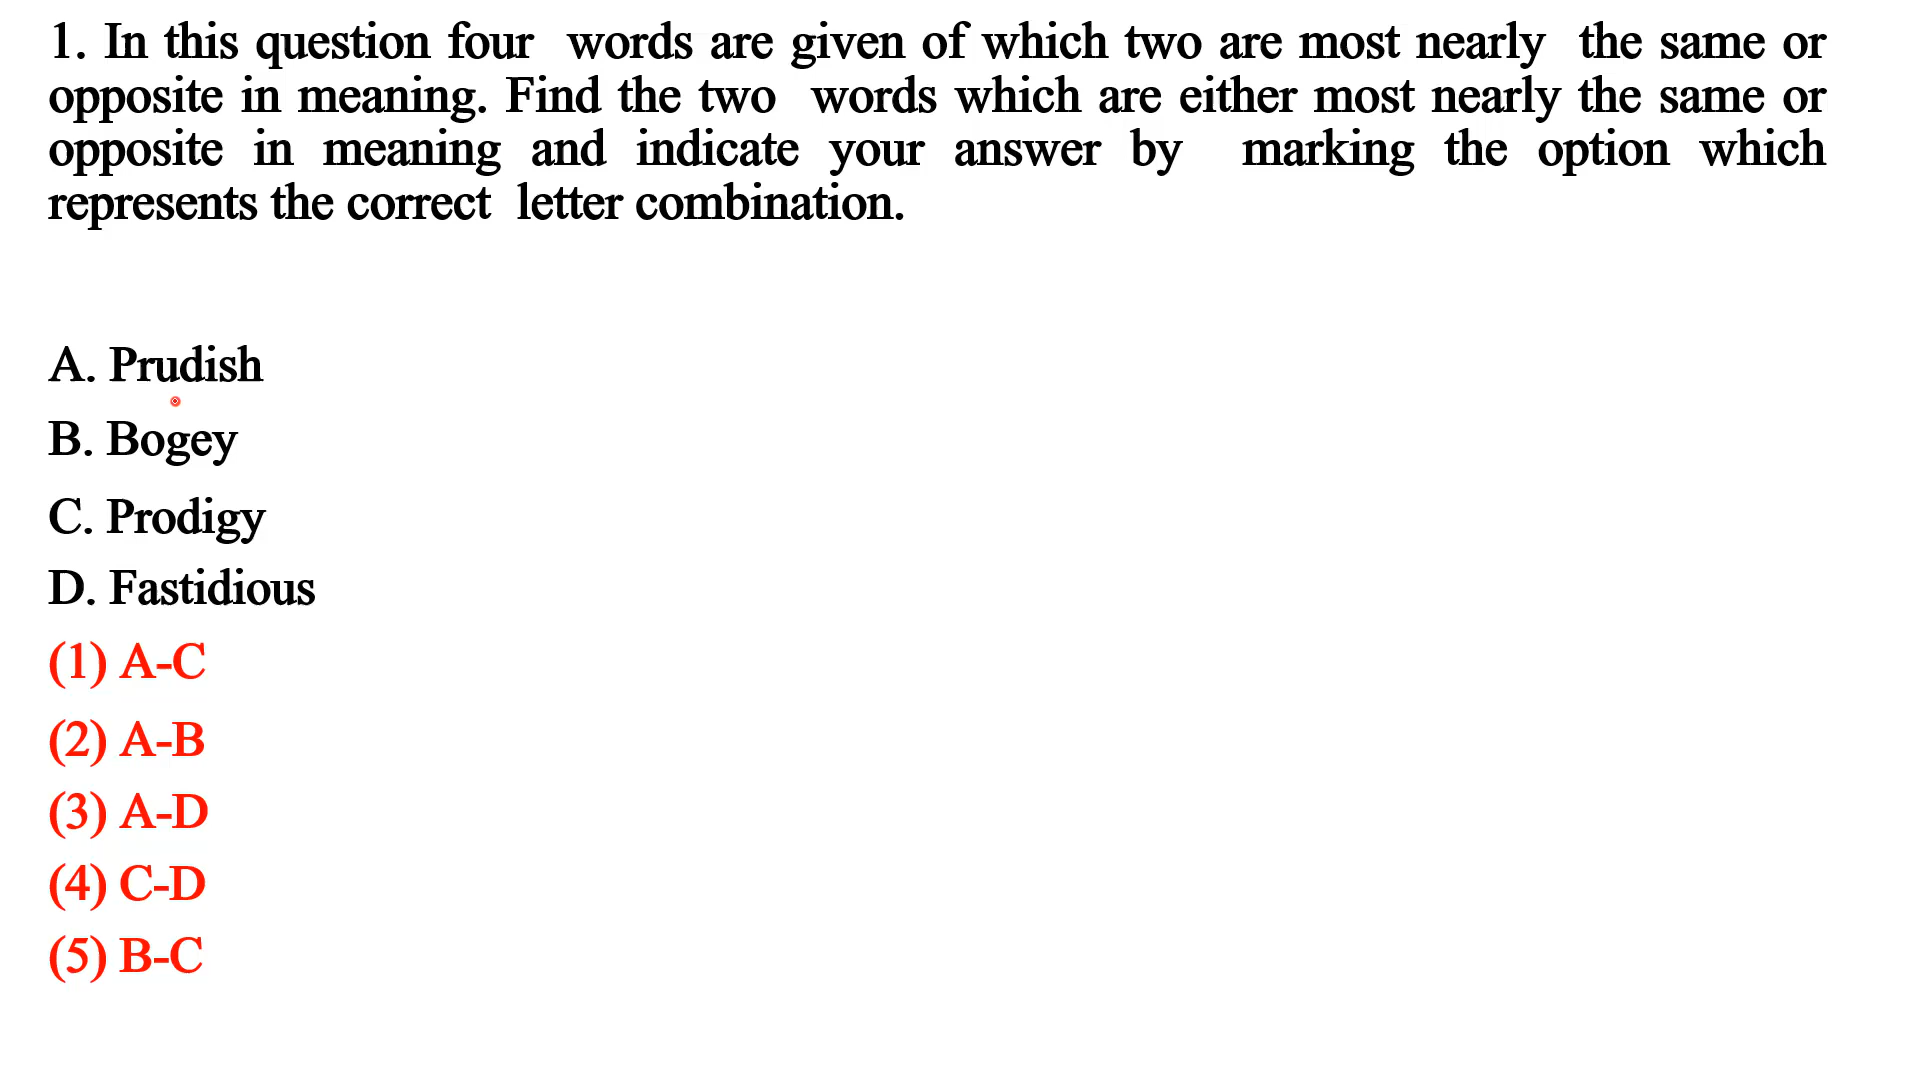 1. In this question four words are given of which two are most nearly the same or
opposite in meaning. Find the two words which are either most nearly the same or
opposite in meaning and indicate your answer by marking the option which
represents the correct letter combination.
A. Prudish
B. Bogey
C. Prodigy
D. Fastidious
(1) A-C
(2) A-B
(3) A-D
(4) C-D
(5) B-C